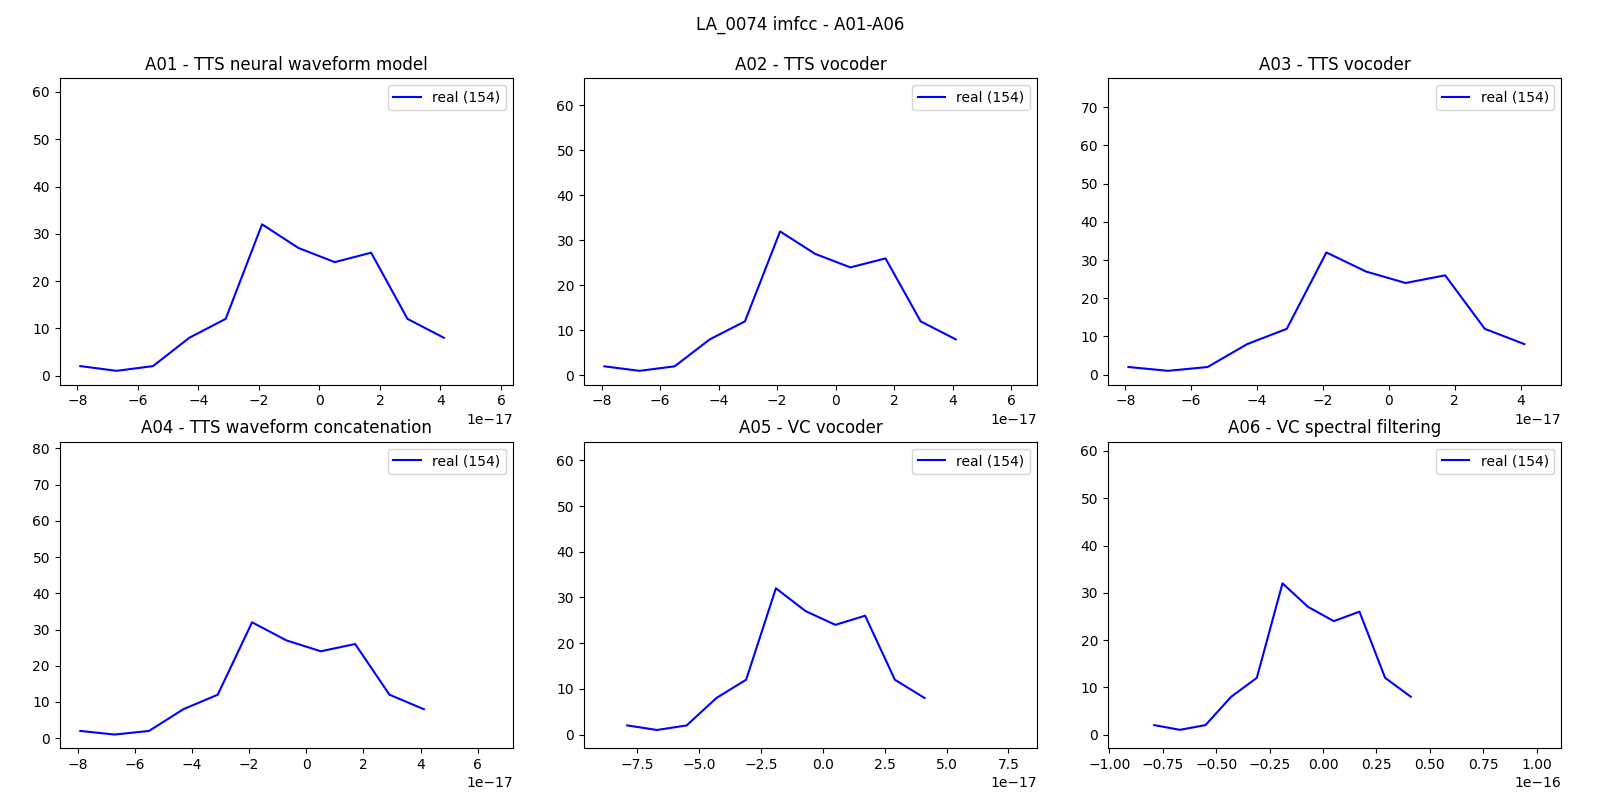 LA_0074 imfcc - A01-A06
A01 - TTS neural waveform model
real (154)
60
50
40
30
20
10
0
−8 −6 −4 −2 0 2 4 6
1e−17
A02 - TTS vocoder
real (154)
60
50
40
30
20
10
0
−8 −6 −4 −2 0 2 4 6
1e−17
A03 - TTS vocoder
real (154)
70
60
50
40
30
20
10
0
−8 −6 −4 −2 0 2 4
1e−17
A04 - TTS waveform concatenation
real (154)
80
70
60
50
40
30
20
10
0
−8 −6 −4 −2 0 2 4 6
1e−17
A05 - VC vocoder
real (154)
60
50
40
30
20
10
0
−7.5 −5.0 −2.5 0.0 2.5 5.0 7.5
1e−17
A06 - VC spectral filtering
real (154)
60
50
40
30
20
10
0
−1.00 −0.75 −0.50 −0.25 0.00 0.25 0.50 0.75 1.00
1e−16